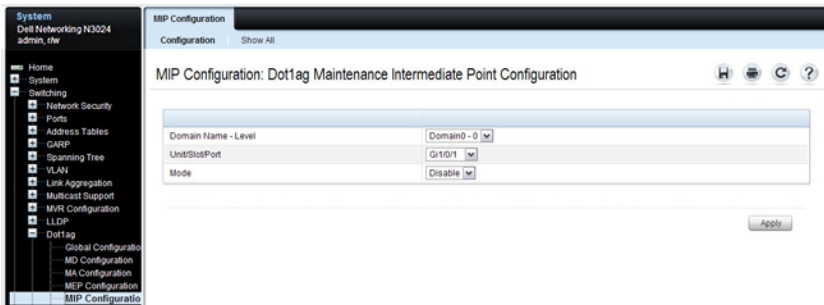 System
Dell Networking N3024
admin, r/w
Home
System
Switching
Network Security
Ports
Address Tables
GARP
Spanning Tree
VLAN
Link Aggregation
Multicast Support
MVR Configuration
LLDP
Dot1ag
Global Configuratio
MD Configuration
MA Configuration
MEP Configuration
MIP Configuratio
MIP Configuration
Configuration Show All
MIP Configuration: Dot1ag Maintenance Intermediate Point Configuration
?
Domain Name - Level Domain0 - 0
Unit/Slot/Port Gi1/0/1
Mode Disable
Apply